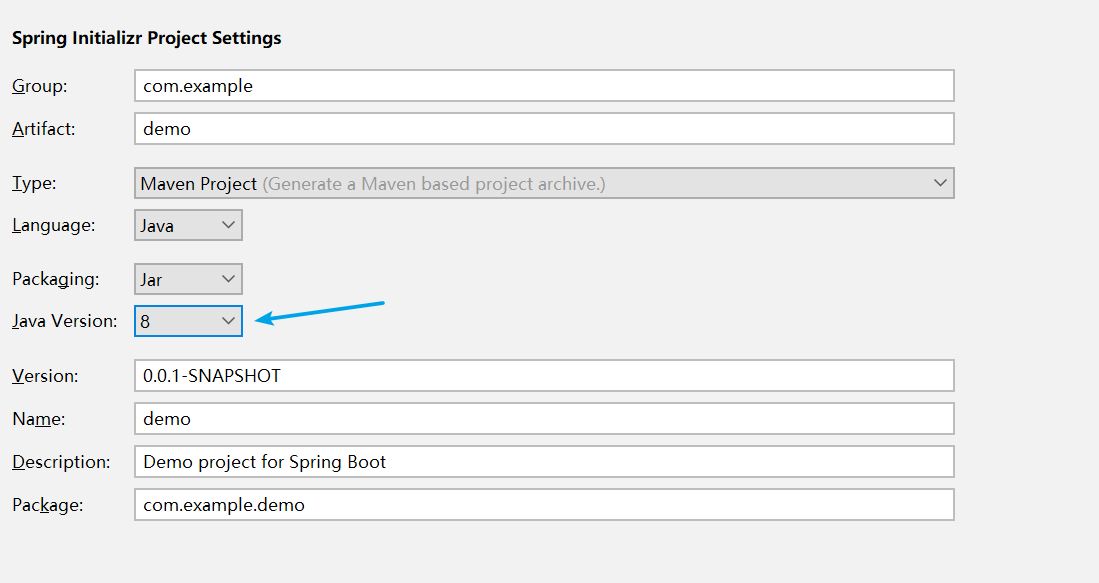 Spring Initializr Project Settings
Group: com.example
Artifact: demo
Type: Maven Project (Generate a Maven based project archive.)
Language: Java
Packaging: Jar
Java Version: 8
Version: 0.0.1-SNAPSHOT
Name: demo
Description: Demo project for Spring Boot
Package: com.example.demo